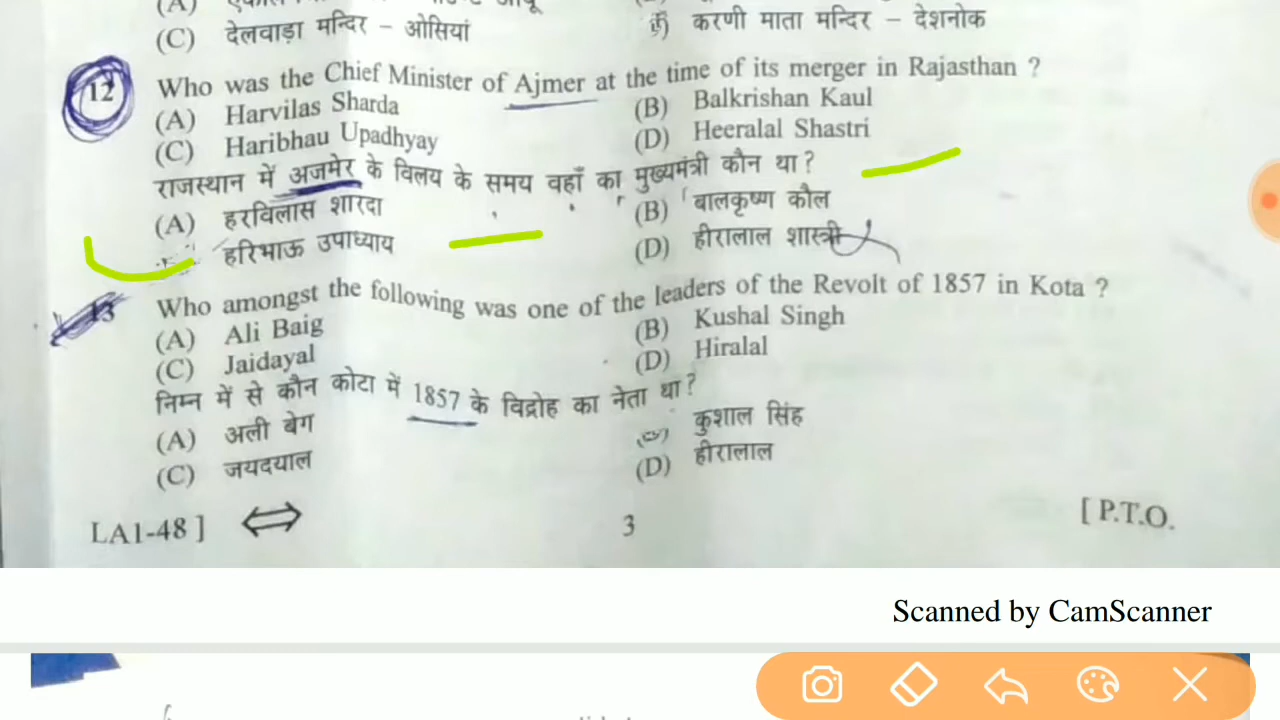 (C) देलवाड़ा मन्दिर – ओसियां करणी माता मन्दिर – देशनोक
12 Who was the Chief Minister of Ajmer at the time of its merger in Rajasthan ?
(A) Harvilas Sharda (B) Balkrishan Kaul
(C) Haribhau Upadhyay (D) Heeralal Shastri
राजस्थान में अजमेर के विलय के समय वहाँ का मुख्यमंत्री कौन था ?
(A) हरविलास शारदा (B) बालकृष्ण कौल
हरिभाऊ उपाध्याय (D) हीरालाल शास्त्री
13 Who amongst the following was one of the leaders of the Revolt of 1857 in Kota ?
(A) Ali Baig (B) Kushal Singh
(C) Jaidayal (D) Hiralal
निम्न में से कौन कोटा में 1857 के विद्रोह का नेता था ?
(A) अली बेग कुशाल सिंह
(C) जयदयाल (D) हीरालाल
LA1-48 ] 3 [ P.T.O.
Scanned by CamScanner